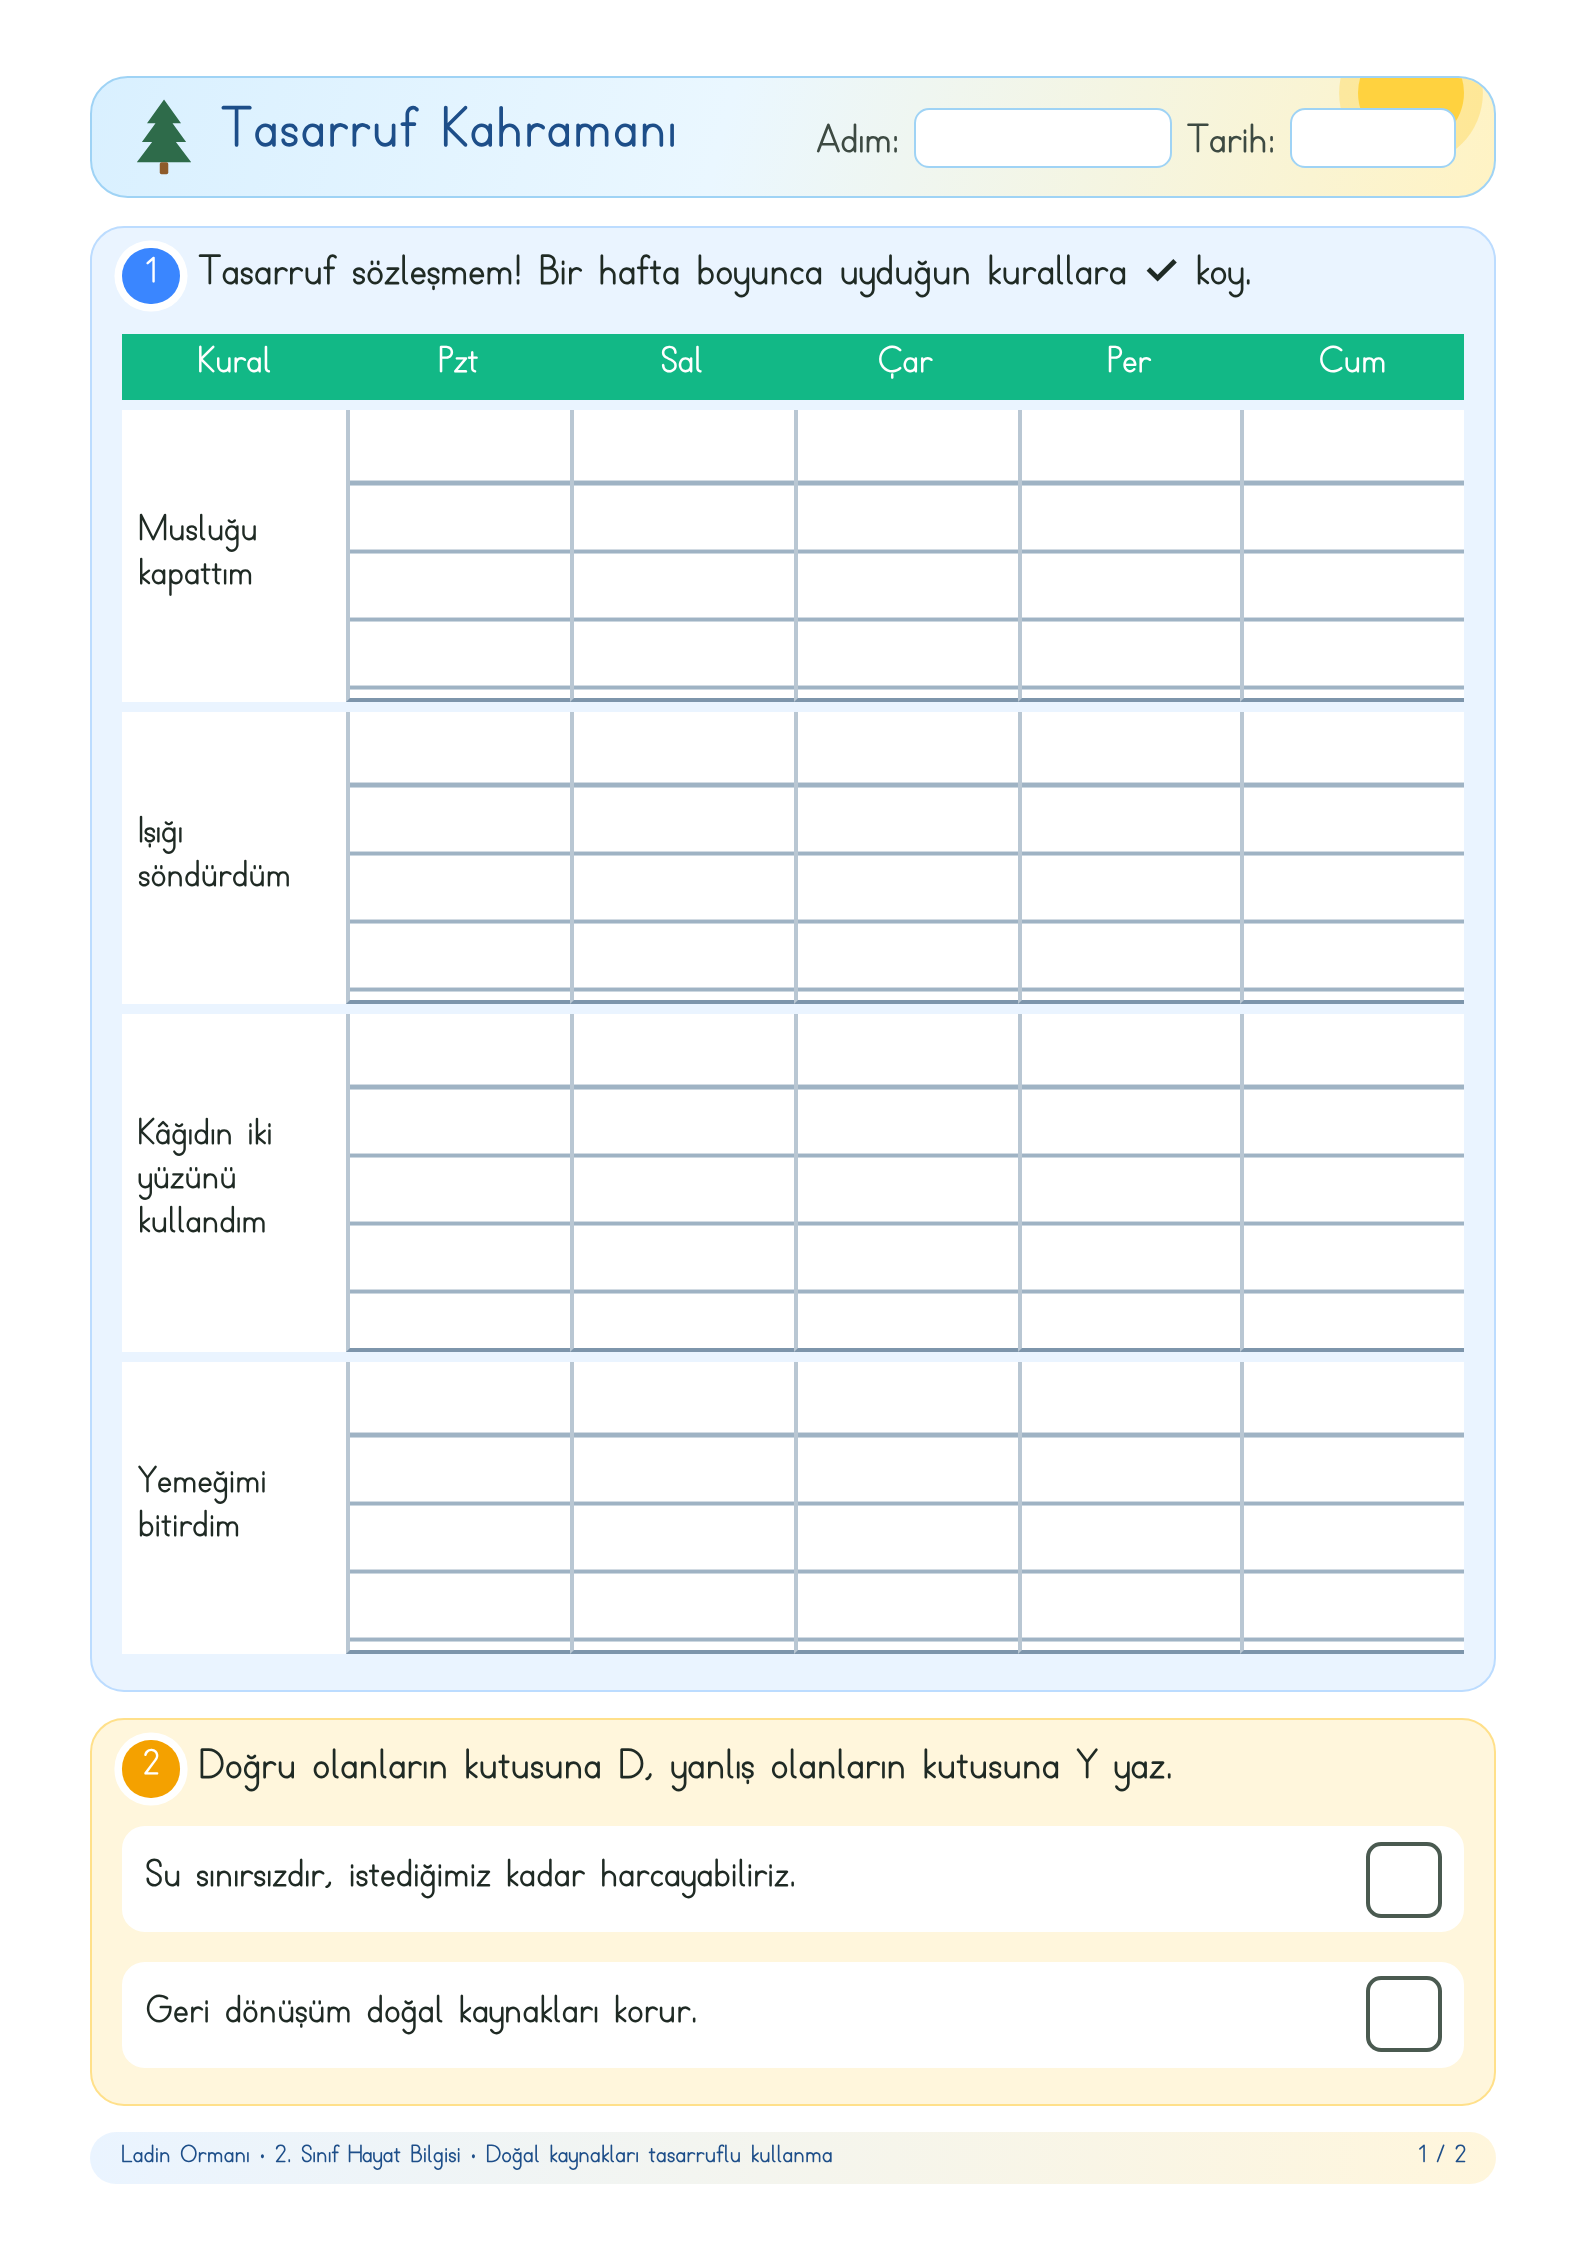 Tasarruf Kahramanı
Adım:
Tarih:
1 Tasarruf sözleşmem! Bir hafta boyunca uyduğun kurallara ✓ koy.
Kural Pzt Sal Çar Per Cum
Musluğu
kapattım
Işığı
söndürdüm
Kâğıdın iki
yüzünü
kullandım
Yemeğimi
bitirdim
2 Doğru olanların kutusuna D, yanlış olanların kutusuna Y yaz.
Su sınırsızdır, istediğimiz kadar harcayabiliriz.
Geri dönüşüm doğal kaynakları korur.
Ladin Ormanı • 2. Sınıf Hayat Bilgisi • Doğal kaynakları tasarruflu kullanma 1 / 2